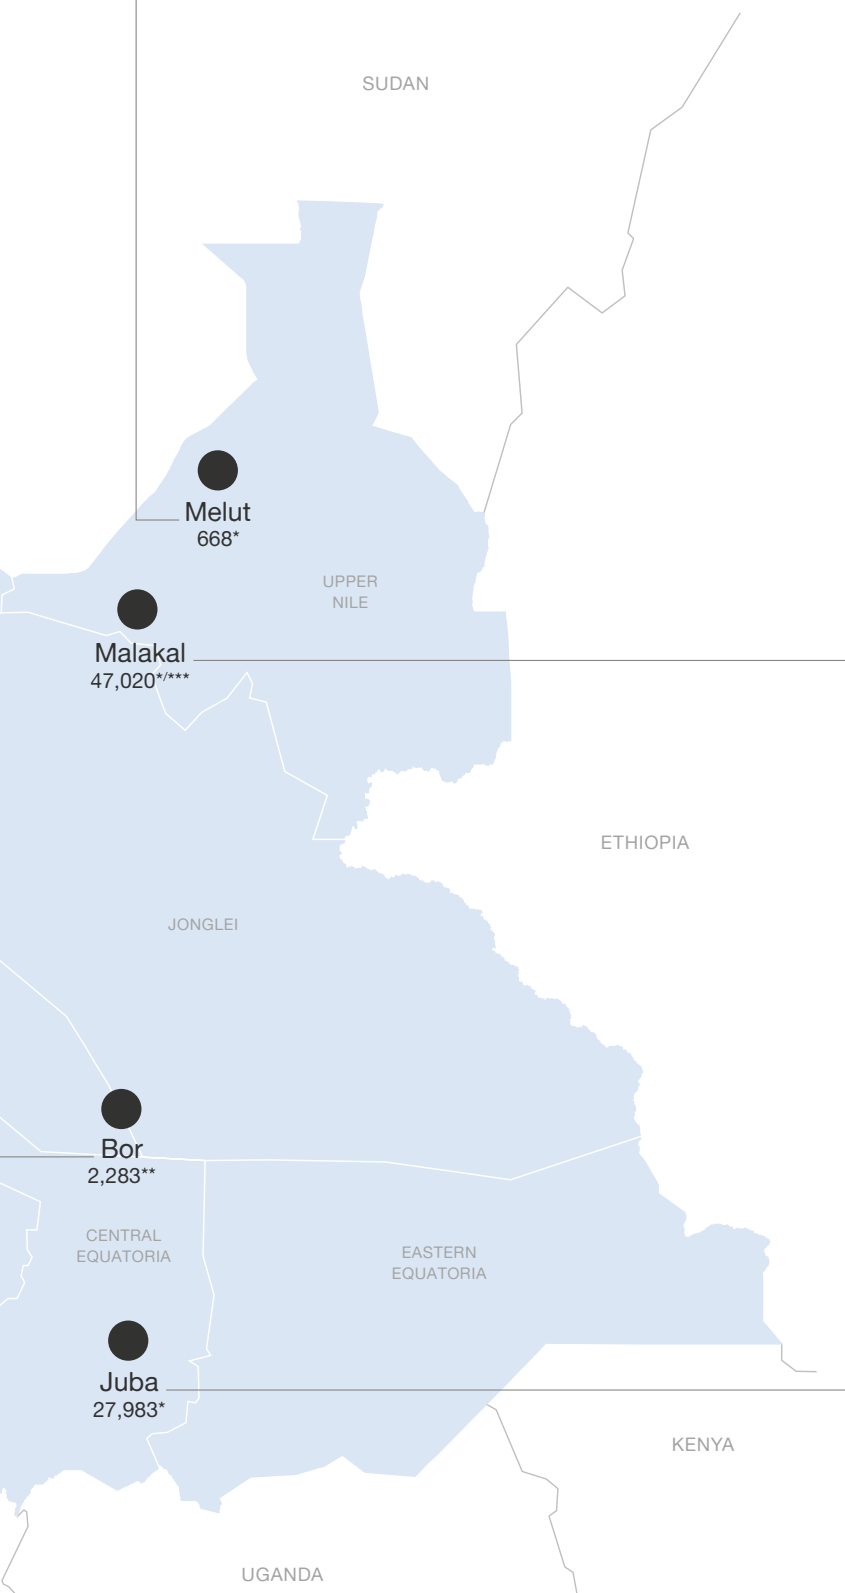 SUDAN
Melut
668*
UPPER
NILE
Malakal
47,020*/***
ETHIOPIA
JONGLEI
Bor
2,283**
CENTRAL
EQUATORIA
EASTERN
EQUATORIA
Juba
27,983*
KENYA
UGANDA